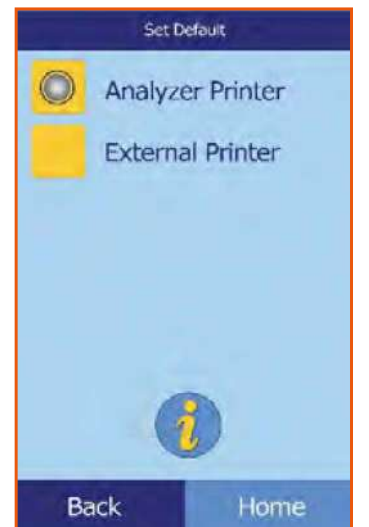 Set Default
Analyzer Printer
External Printer
i
Back
Home